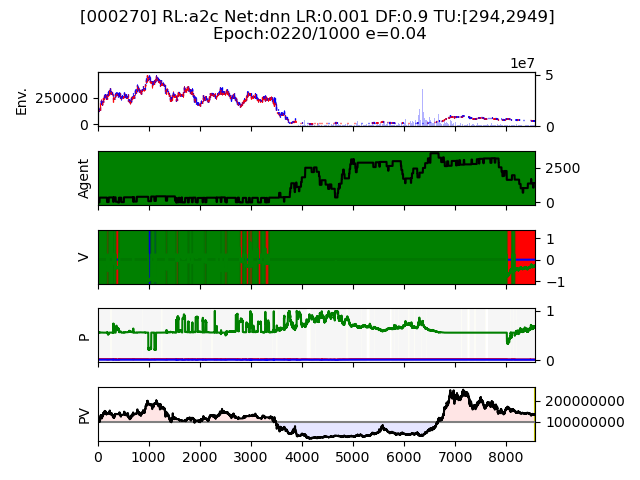 [000270] RL:a2c Net:dnn LR:0.001 DF:0.9 TU:[294,2949]
Epoch:0220/1000 e=0.04
1e7
Env.
250000
0
5
0
Agent
2500
0
V
1
0
−1
P
1
0
PV
200000000
100000000
0 1000 2000 3000 4000 5000 6000 7000 8000